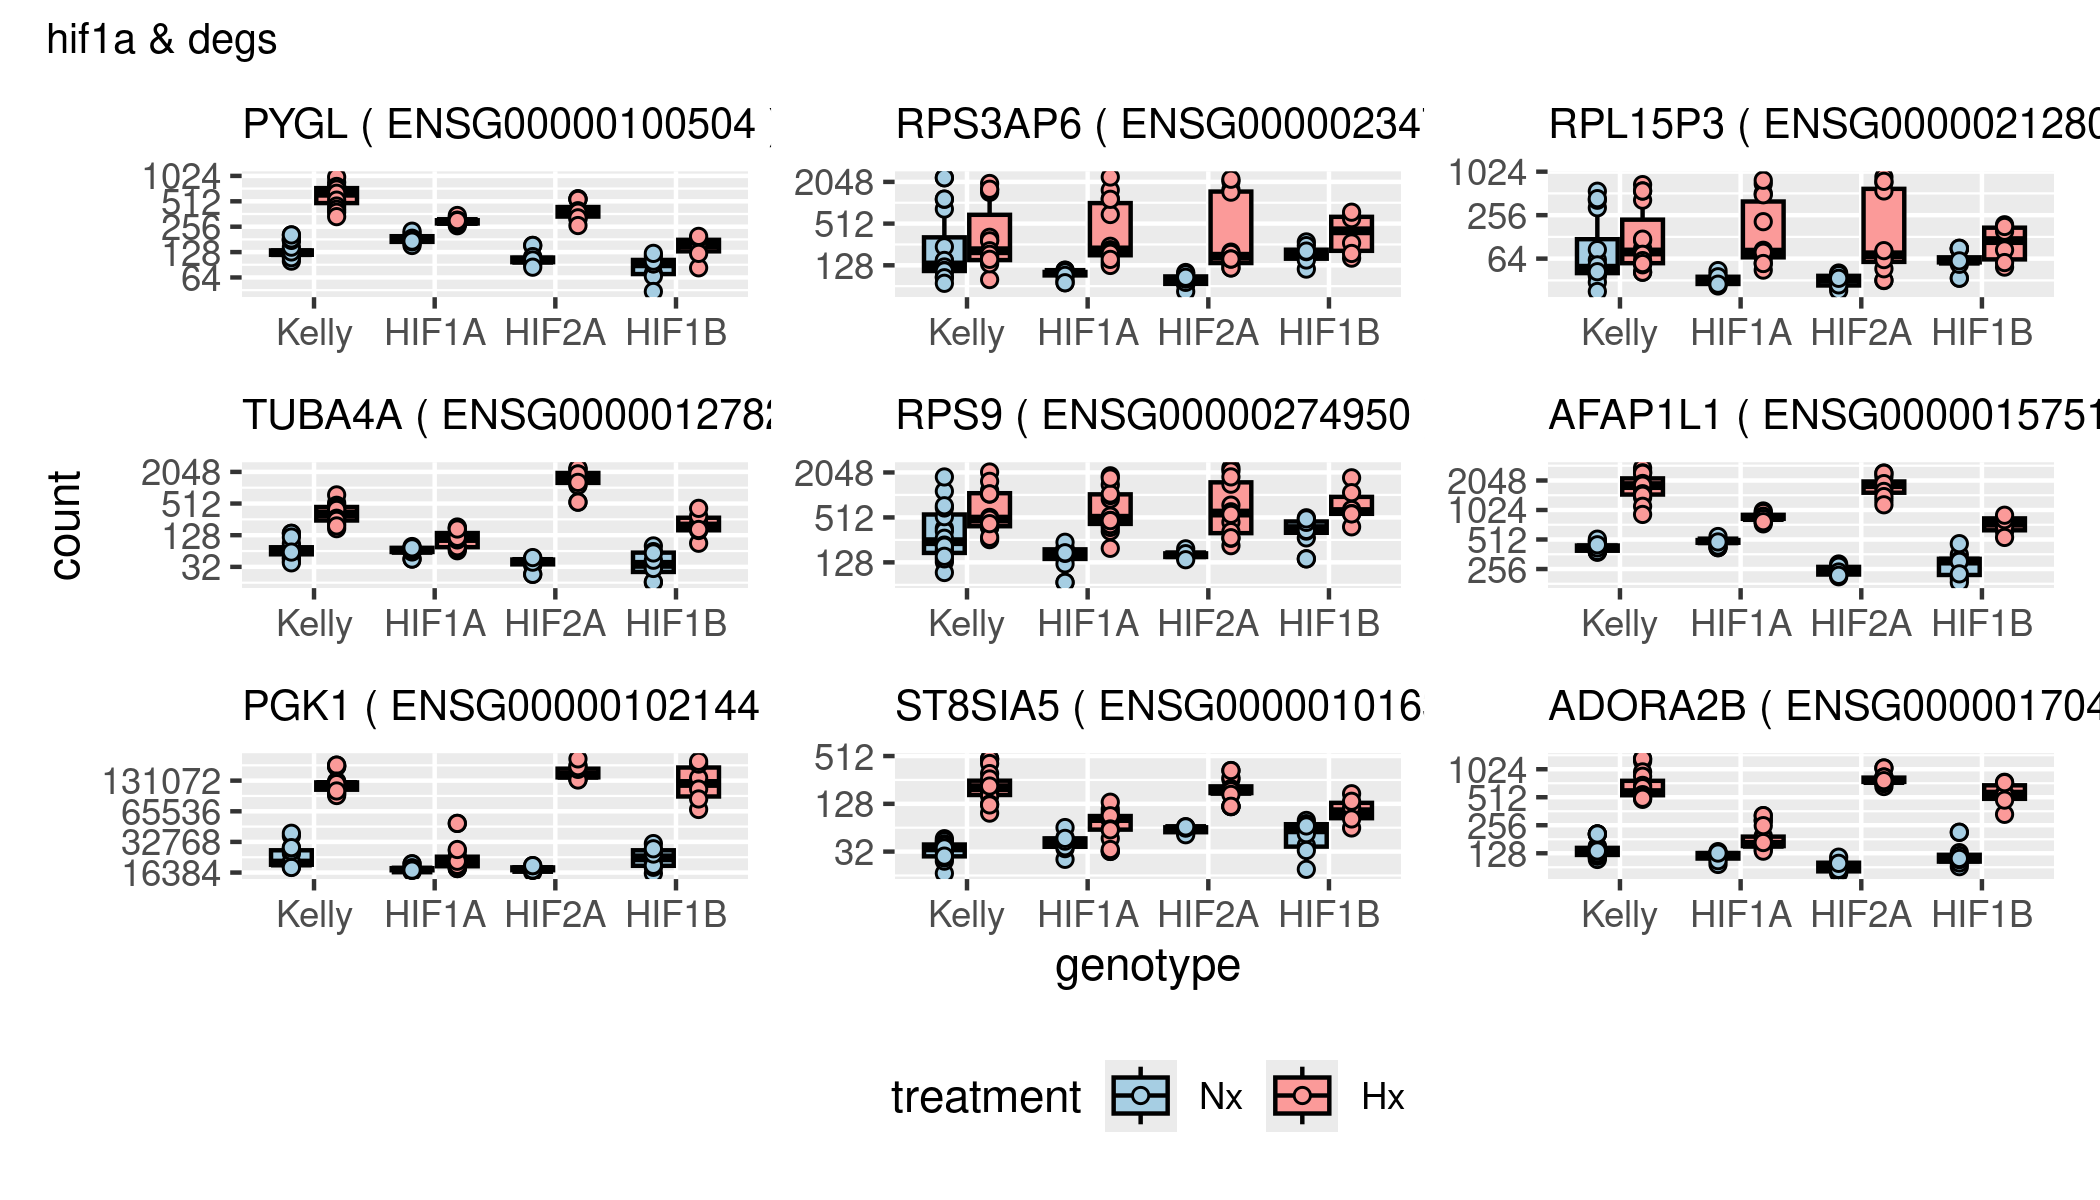 hif1a & degs
PYGL ( ENSG00000100504 )
RPS3AP6 ( ENSG00000234
RPL15P3 ( ENSG0000021280
1024
512
256
128
64
2048
512
128
1024
256
64
Kelly HIF1A HIF2A HIF1B
Kelly HIF1A HIF2A HIF1B
Kelly HIF1A HIF2A HIF1B
TUBA4A ( ENSG0000012782
RPS9 ( ENSG00000274950
AFAP1L1 ( ENSG0000015751
count
2048
512
128
32
2048
512
128
2048
1024
512
256
Kelly HIF1A HIF2A HIF1B
Kelly HIF1A HIF2A HIF1B
Kelly HIF1A HIF2A HIF1B
PGK1 ( ENSG00000102144
ST8SIA5 ( ENSG000001016
ADORA2B ( ENSG000001704
131072
65536
32768
16384
512
128
32
1024
512
256
128
Kelly HIF1A HIF2A HIF1B
Kelly HIF1A HIF2A HIF1B
Kelly HIF1A HIF2A HIF1B
genotype
treatment Nx Hx